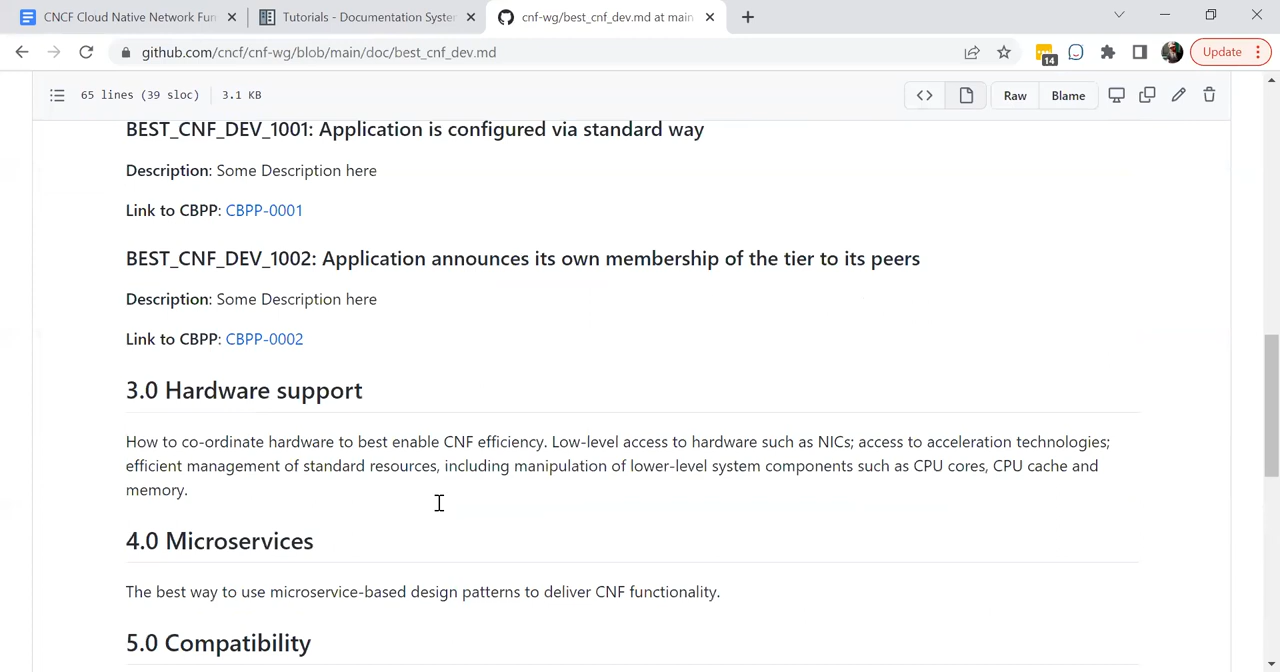 CNCF Cloud Native Network Fun
Tutorials - Documentation System
cnf-wg/best_cnf_dev.md at main
github.com/cncf/cnf-wg/blob/main/doc/best_cnf_dev.md
14
Update
65 lines (39 sloc) 3.1 KB
Raw Blame
BEST_CNF_DEV_1001: Application is configured via standard way
Description: Some Description here
Link to CBPP: CBPP-0001
BEST_CNF_DEV_1002: Application announces its own membership of the tier to its peers
Description: Some Description here
Link to CBPP: CBPP-0002
3.0 Hardware support
How to co-ordinate hardware to best enable CNF efficiency. Low-level access to hardware such as NICs; access to acceleration technologies;
efficient management of standard resources, including manipulation of lower-level system components such as CPU cores, CPU cache and
memory.
4.0 Microservices
The best way to use microservice-based design patterns to deliver CNF functionality.
5.0 Compatibility